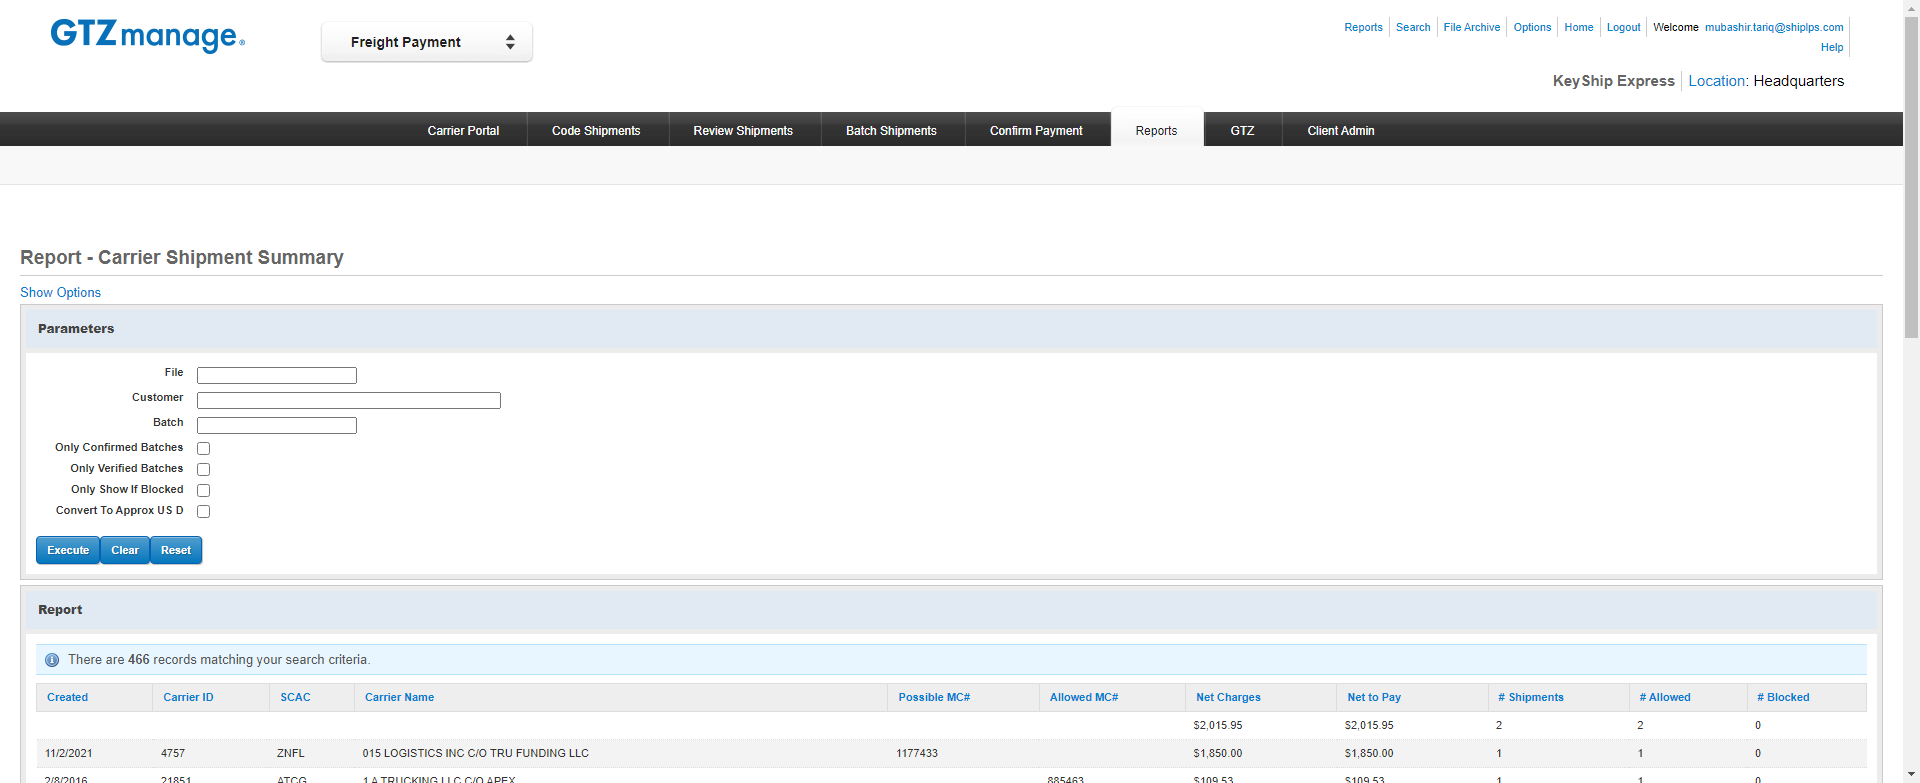 GTZmanage®
Freight Payment
Reports Search File Archive Options Home Logout Welcome mubashir.tariq@shiplps.com
Help
KeyShip Express Location: Headquarters
Carrier Portal Code Shipments Review Shipments Batch Shipments Confirm Payment Reports GTZ Client Admin
Report - Carrier Shipment Summary
Show Options
Parameters
File
Customer
Batch
Only Confirmed Batches
Only Verified Batches
Only Show If Blocked
Convert To Approx US D
Execute Clear Reset
Report
There are 466 records matching your search criteria.
Created Carrier ID SCAC Carrier Name Possible MC# Allowed MC# Net Charges Net to Pay # Shipments # Allowed # Blocked
$2,015.95 $2,015.95 2 2 0
11/2/2021 4757 ZNFL 015 LOGISTICS INC C/O TRU FUNDING LLC 1177433 $1,850.00 $1,850.00 1 1 0
2/8/2016 21851 ATCG 1 A TRUCKING LLC C/O APEX 885463 $109.53 $109.53 1 1 0